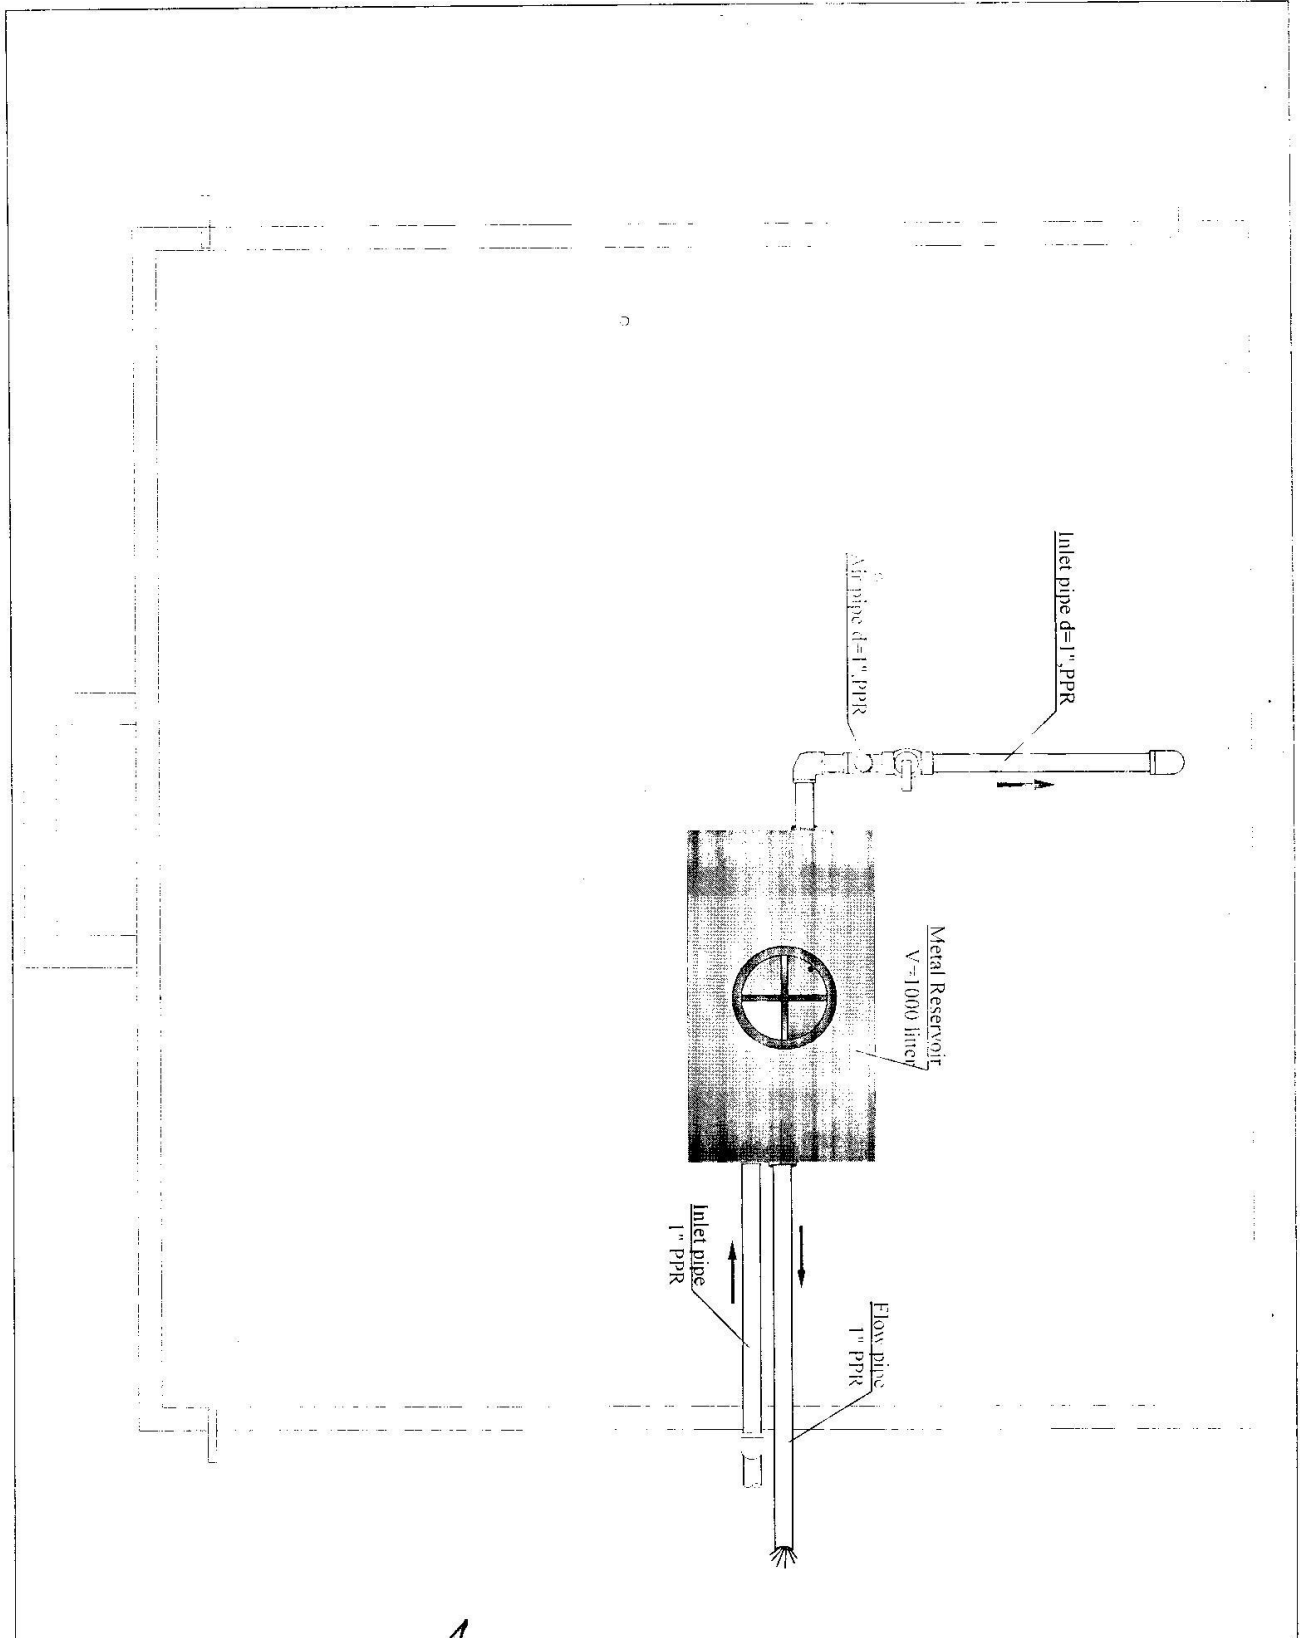 Inlet pipe d=1",PPR
Air pipe d=1",PPR
Metal Reservoir
V=1000 litter
Flow pipe
1" PPR
Inlet pipe
1" PPR